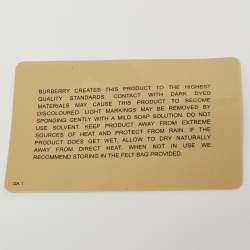 BURBERRY CREATES THIS PRODUCT TO THE HIGHEST
QUALITY STANDARDS. CONTACT WITH DARK DYED
MATERIALS MAY CAUSE THIS PRODUCT TO BECOME
DISCOLOURED. LIGHT MARKINGS MAY BE REMOVED BY
SPONGING GENTLY WITH A MILD SOAP SOLUTION. DO NOT
USE SOLVENT. KEEP PRODUCT AWAY FROM EXTREME
SOURCES OF HEAT AND PROTECT FROM RAIN. IF THE
PRODUCT DOES GET WET, ALLOW TO DRY NATURALLY
AWAY FROM DIRECT HEAT. WHEN NOT IN USE WE
RECOMMEND STORING IN THE FELT BAG PROVIDED.
QA 1